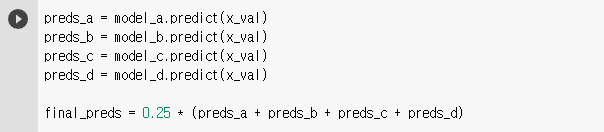 preds_a = model_a.predict(x_val)
preds_b = model_b.predict(x_val)
preds_c = model_c.predict(x_val)
preds_d = model_d.predict(x_val)
final_preds = 0.25 * (preds_a + preds_b + preds_c + preds_d)